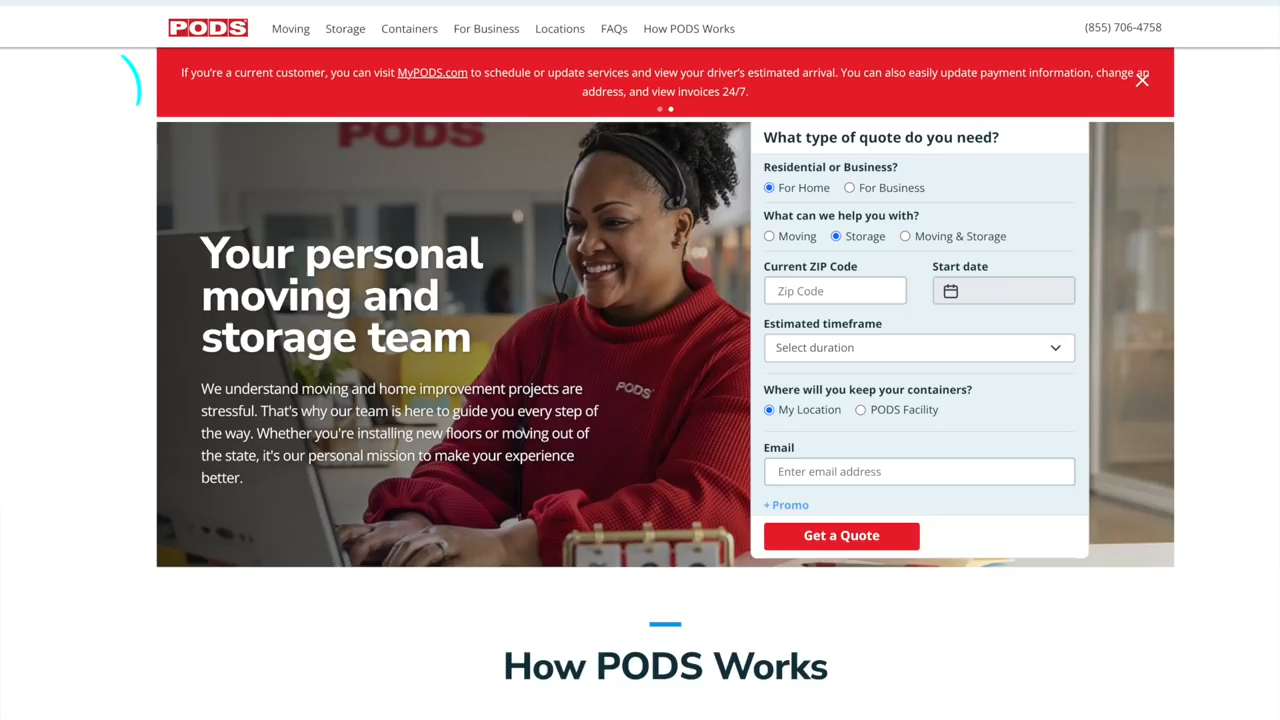 PODS
Moving
Storage
Containers
For Business
Locations
FAQs
How PODS Works
(855) 706-4758
If you're a current customer, you can visit MyPODS.com to schedule or update services and view your driver's estimated arrival. You can also easily update payment information, change an
address, and view invoices 24/7.
PODS
Your personal
moving and
storage team
We understand moving and home improvement projects are
stressful. That's why our team is here to guide you every step of
the way. Whether you're installing new floors or moving out of
the state, it's our personal mission to make your experience
better.
PODS
What type of quote do you need?
Residential or Business?
For Home
For Business
What can we help you with?
Moving
Storage
Moving & Storage
Current ZIP Code
Start date
Zip Code
Estimated timeframe
Select duration
Where will you keep your containers?
My Location
PODS Facility
Email
Enter email address
+ Promo
Get a Quote
How PODS Works